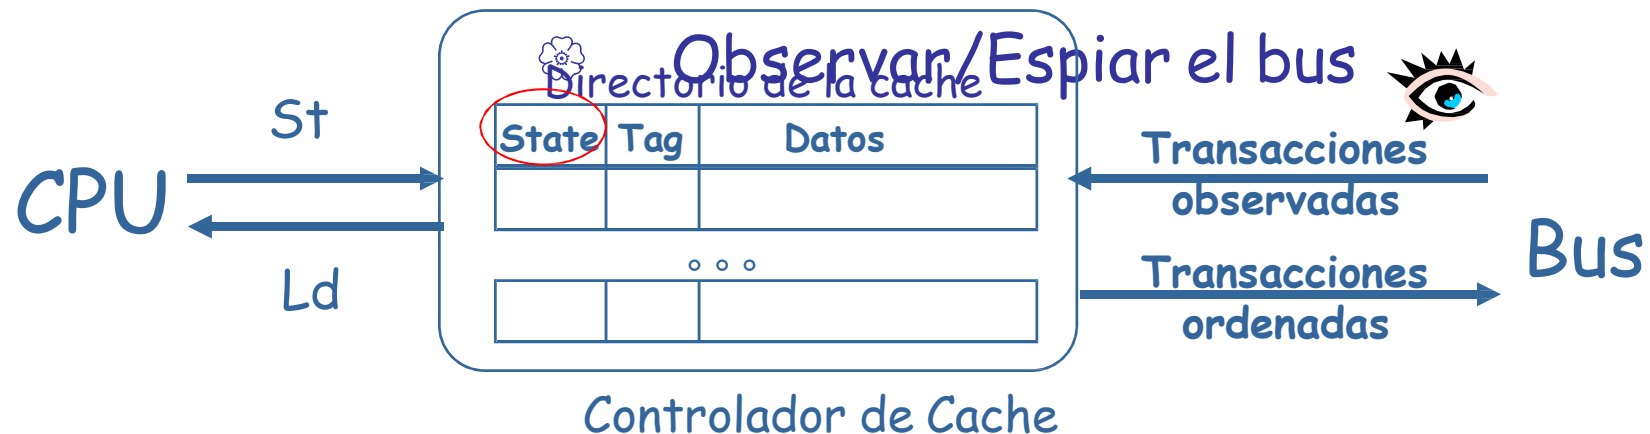 Observar/Espiar el bus
Directorio de la cache
St
State Tag Datos
Transacciones
observadas
CPU
Bus
Transacciones
ordenadas
Ld
Controlador de Cache